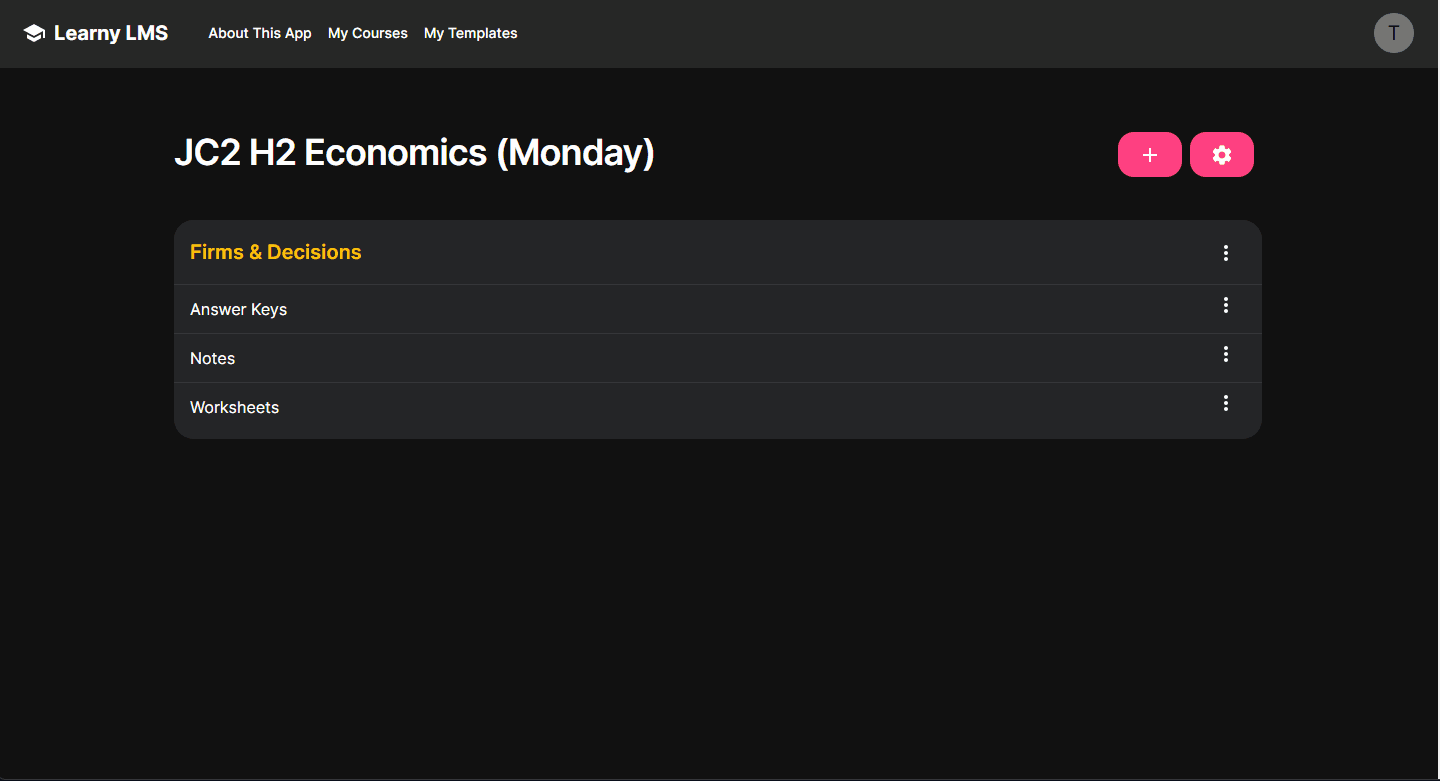 Learny LMS About This App My Courses My Templates T
JC2 H2 Economics (Monday)
Firms & Decisions
Answer Keys
Notes
Worksheets